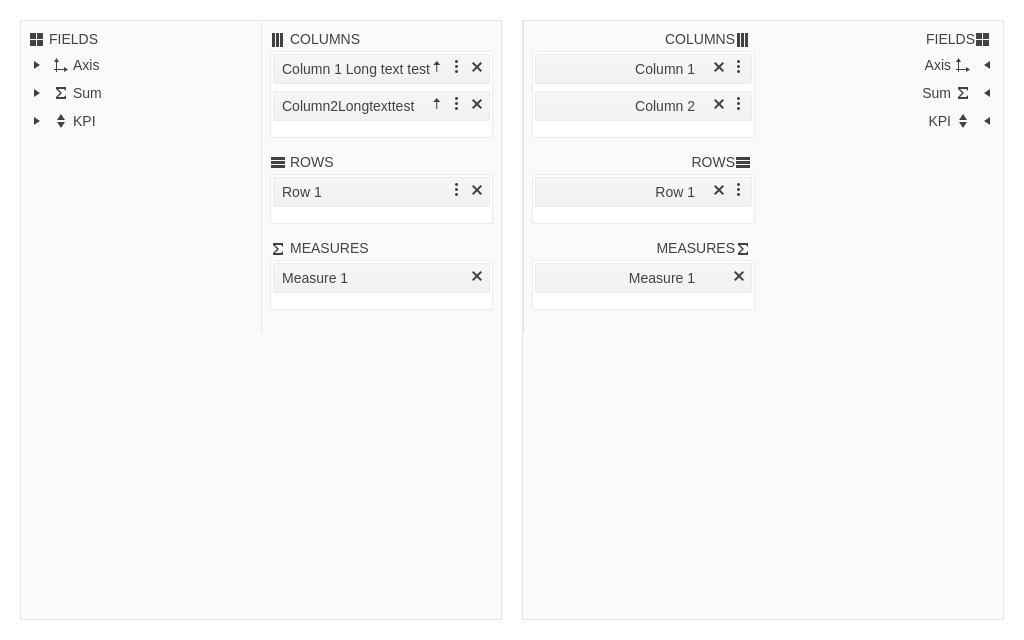 FIELDS
Axis
Sum
KPI
COLUMNS
Column 1 Long text test
Column2Longtexttest
ROWS
Row 1
MEASURES
Measure 1
COLUMNS
Column 1
Column 2
ROWS
Row 1
MEASURES
Measure 1
FIELDS
Axis
Sum
KPI